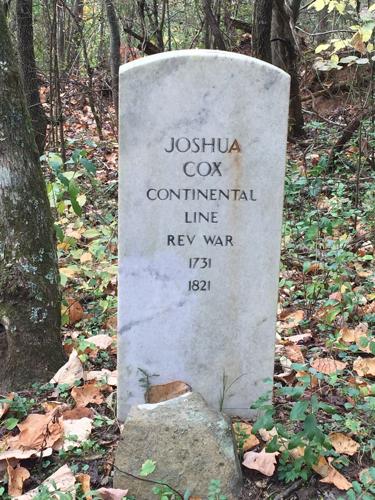 JOSHUA
COX
CONTINENTAL
LINE
REV WAR
1731
1821